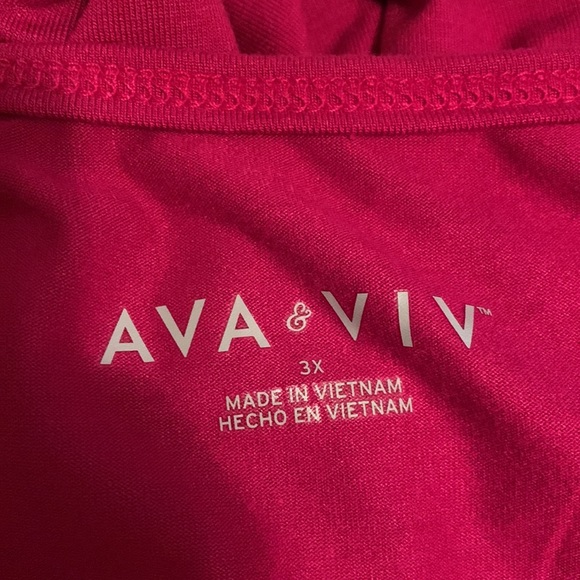 AVA & VIV™
3X
MADE IN VIETNAM
HECHO EN VIETNAM